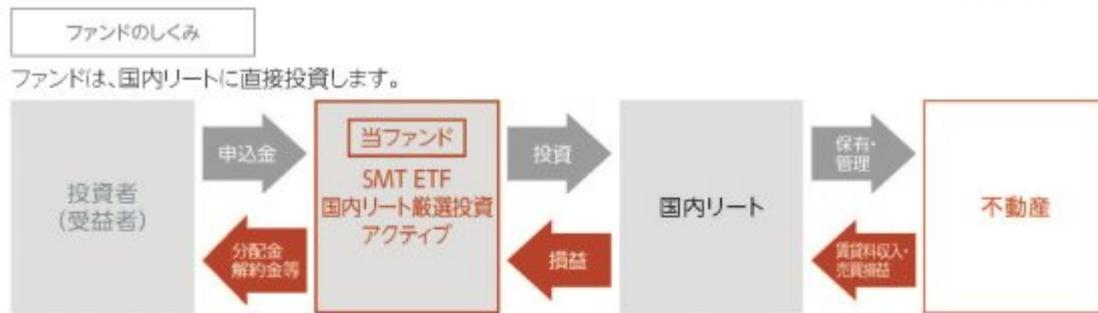 ファンドのしくみ
ファンドは、国内リートに直接投資します。
投資者
(受益者)
申込金
分配金
解約金等
当ファンド
SMT ETF
国内リート厳選投資
アクティブ
投資
損益
国内リート
保有・
管理
賃貸料収入・
売買損益
不動産